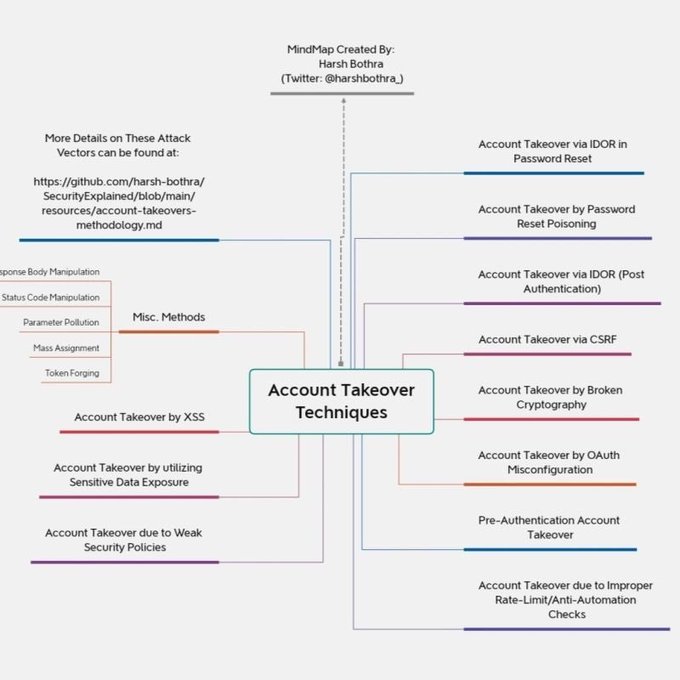 MindMap Created By:
Harsh Bothra
(Twitter: @harshbothra_)
More Details on These Attack
Vectors can be found at:
https://github.com/harsh-bothra/
SecurityExplained/blob/main/
resources/account-takeovers-
methodology.md
sponse Body Manipulation
Status Code Manipulation
Parameter Pollution
Mass Assignment
Token Forging
Misc. Methods
Account Takeover by XSS
Account Takeover by utilizing
Sensitive Data Exposure
Account Takeover due to Weak
Security Policies
Account Takeover
Techniques
Account Takeover via IDOR in
Password Reset
Account Takeover by Password
Reset Poisoning
Account Takeover via IDOR (Post
Authentication)
Account Takeover via CSRF
Account Takeover by Broken
Cryptography
Account Takeover by OAuth
Misconfiguration
Pre-Authentication Account
Takeover
Account Takeover due to Improper
Rate-Limit/Anti-Automation
Checks